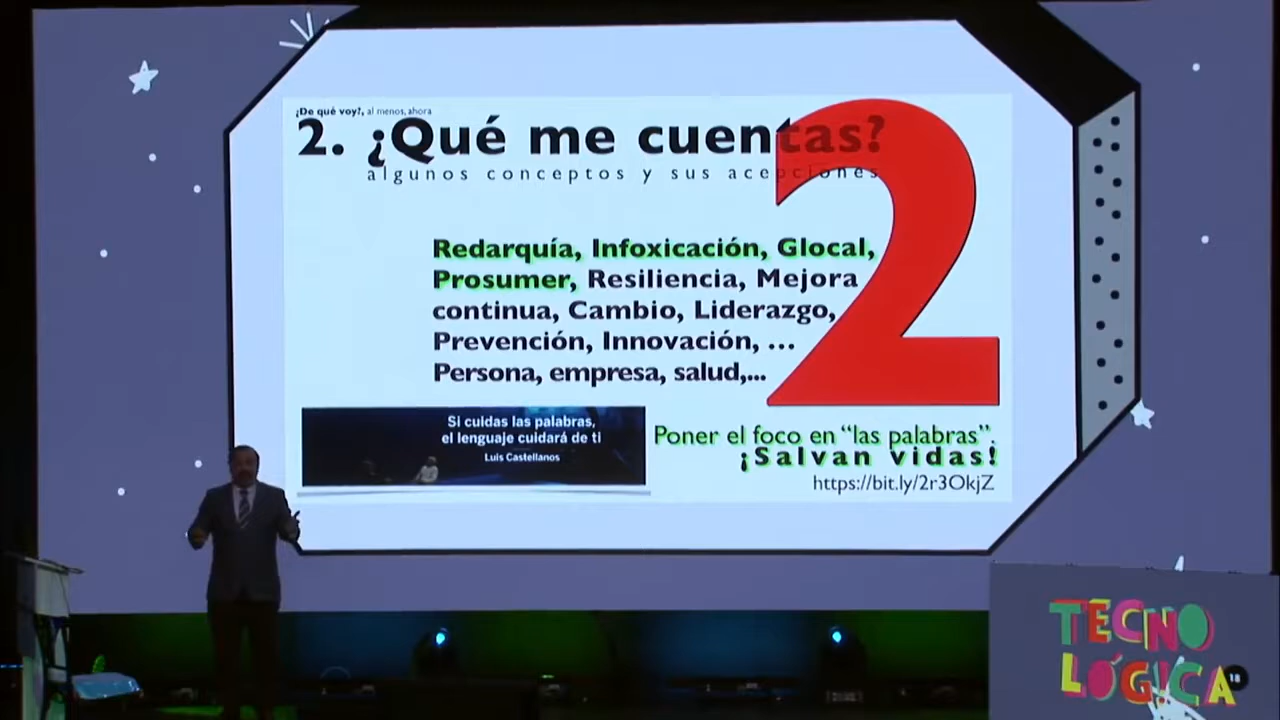 ¿De qué voy?, al menos, ahora
2. ¿Qué me cuentas?
algunos conceptos y sus acepciones
2
Redarquía, Infoxicación, Glocal,
Prosumer, Resiliencia, Mejora
continua, Cambio, Liderazgo,
Prevención, Innovación, ...
Persona, empresa, salud,...
Si cuidas las palabras,
el lenguaje cuidará de ti
Luis Castellanos
Poner el foco en “las palabras”.
¡Salvan vidas!
https://bit.ly/2r3OkjZ
TECNO
LÓGICA
18